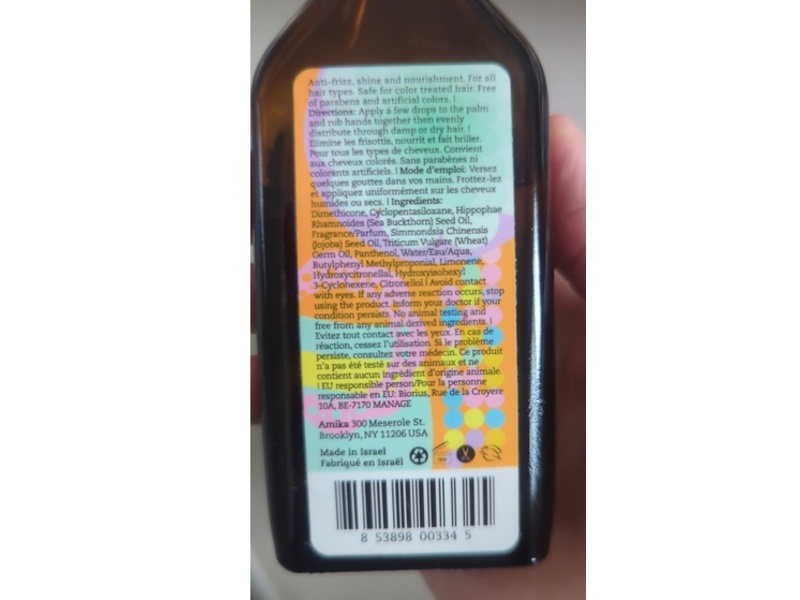 Anti-frizz, shine and nourishment. For all
hair types. Safe for color treated hair. Free
of parabens and artificial colors. |
Directions: Apply a few drops to the palm
and rub hands together then evenly
distribute through damp or dry hair. |
Elimine les frisottis, nourrit et fait briller.
Pour tous les types de cheveux. Convient
aux cheveux colorés. Sans parabènes ni
colorants artificiels. | Mode d'emploi: Versez
quelques gouttes dans vos mains. Frottez-lez
et appliquez uniformément sur les cheveux
humides ou secs. | Ingredients:
Dimethicone, Cyclopentasiloxane, Hippophae
Rhamnoides (Sea Buckthorn) Seed Oil,
Fragrance/Parfum, Simmondsia Chinensis
(Jojoba) Seed Oil, Triticum Vulgare (Wheat)
Germ Oil, Panthenol, Water/Eau/Aqua,
Butylphenyl Methylproponial, Limonene,
Hydroxycitronellal, Hydroxyisohexyl
3-Cyclohexene, Citronellol | Avoid contact
with eyes. If any adverse reaction occurs, stop
using the product. Inform your doctor if your
condition persists. No animal testing and
free from any animal derived ingredients. |
Evitez tout contact avec les yeux. En cas de
réaction, cessez l'utilisation. Si le problème
persiste, consultez votre médecin. Ce produit
n'a pas été testé sur des animaux et ne
contient aucun ingrédient d'origine animale.
| EU responsible person/Pour la personne
responsable en EU: Biorius, Rue de la Croyere
10A, BE-7170 MANAGE
Amika 300 Meserole St.
Brooklyn, NY 11206 USA
Made in Israel
Fabriqué en Israël
8 53898 00334 5